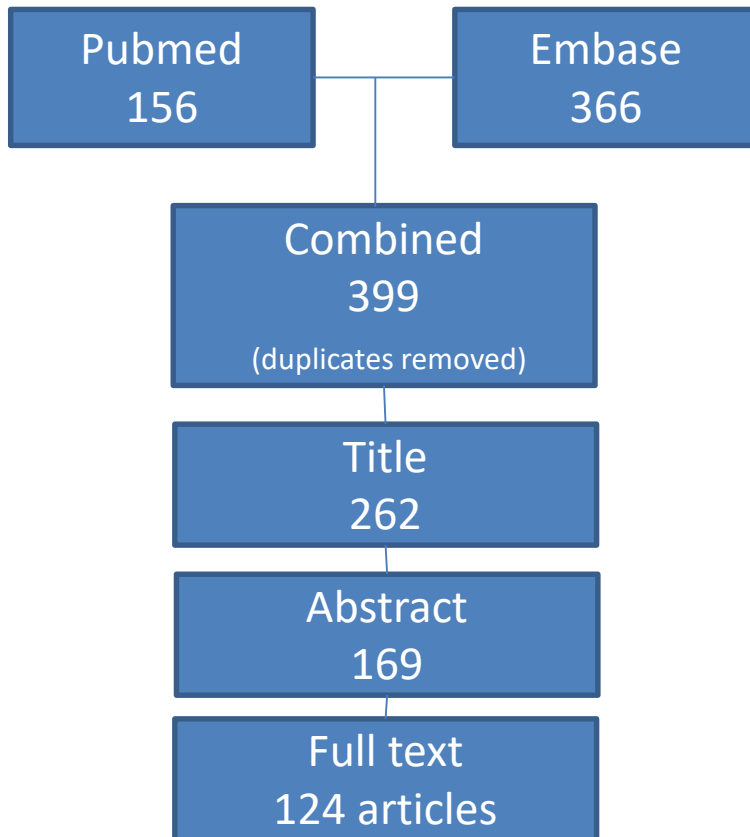 Pubmed
156
Embase
366
Combined
399
(duplicates removed)
Title
262
Abstract
169
Full text
124 articles